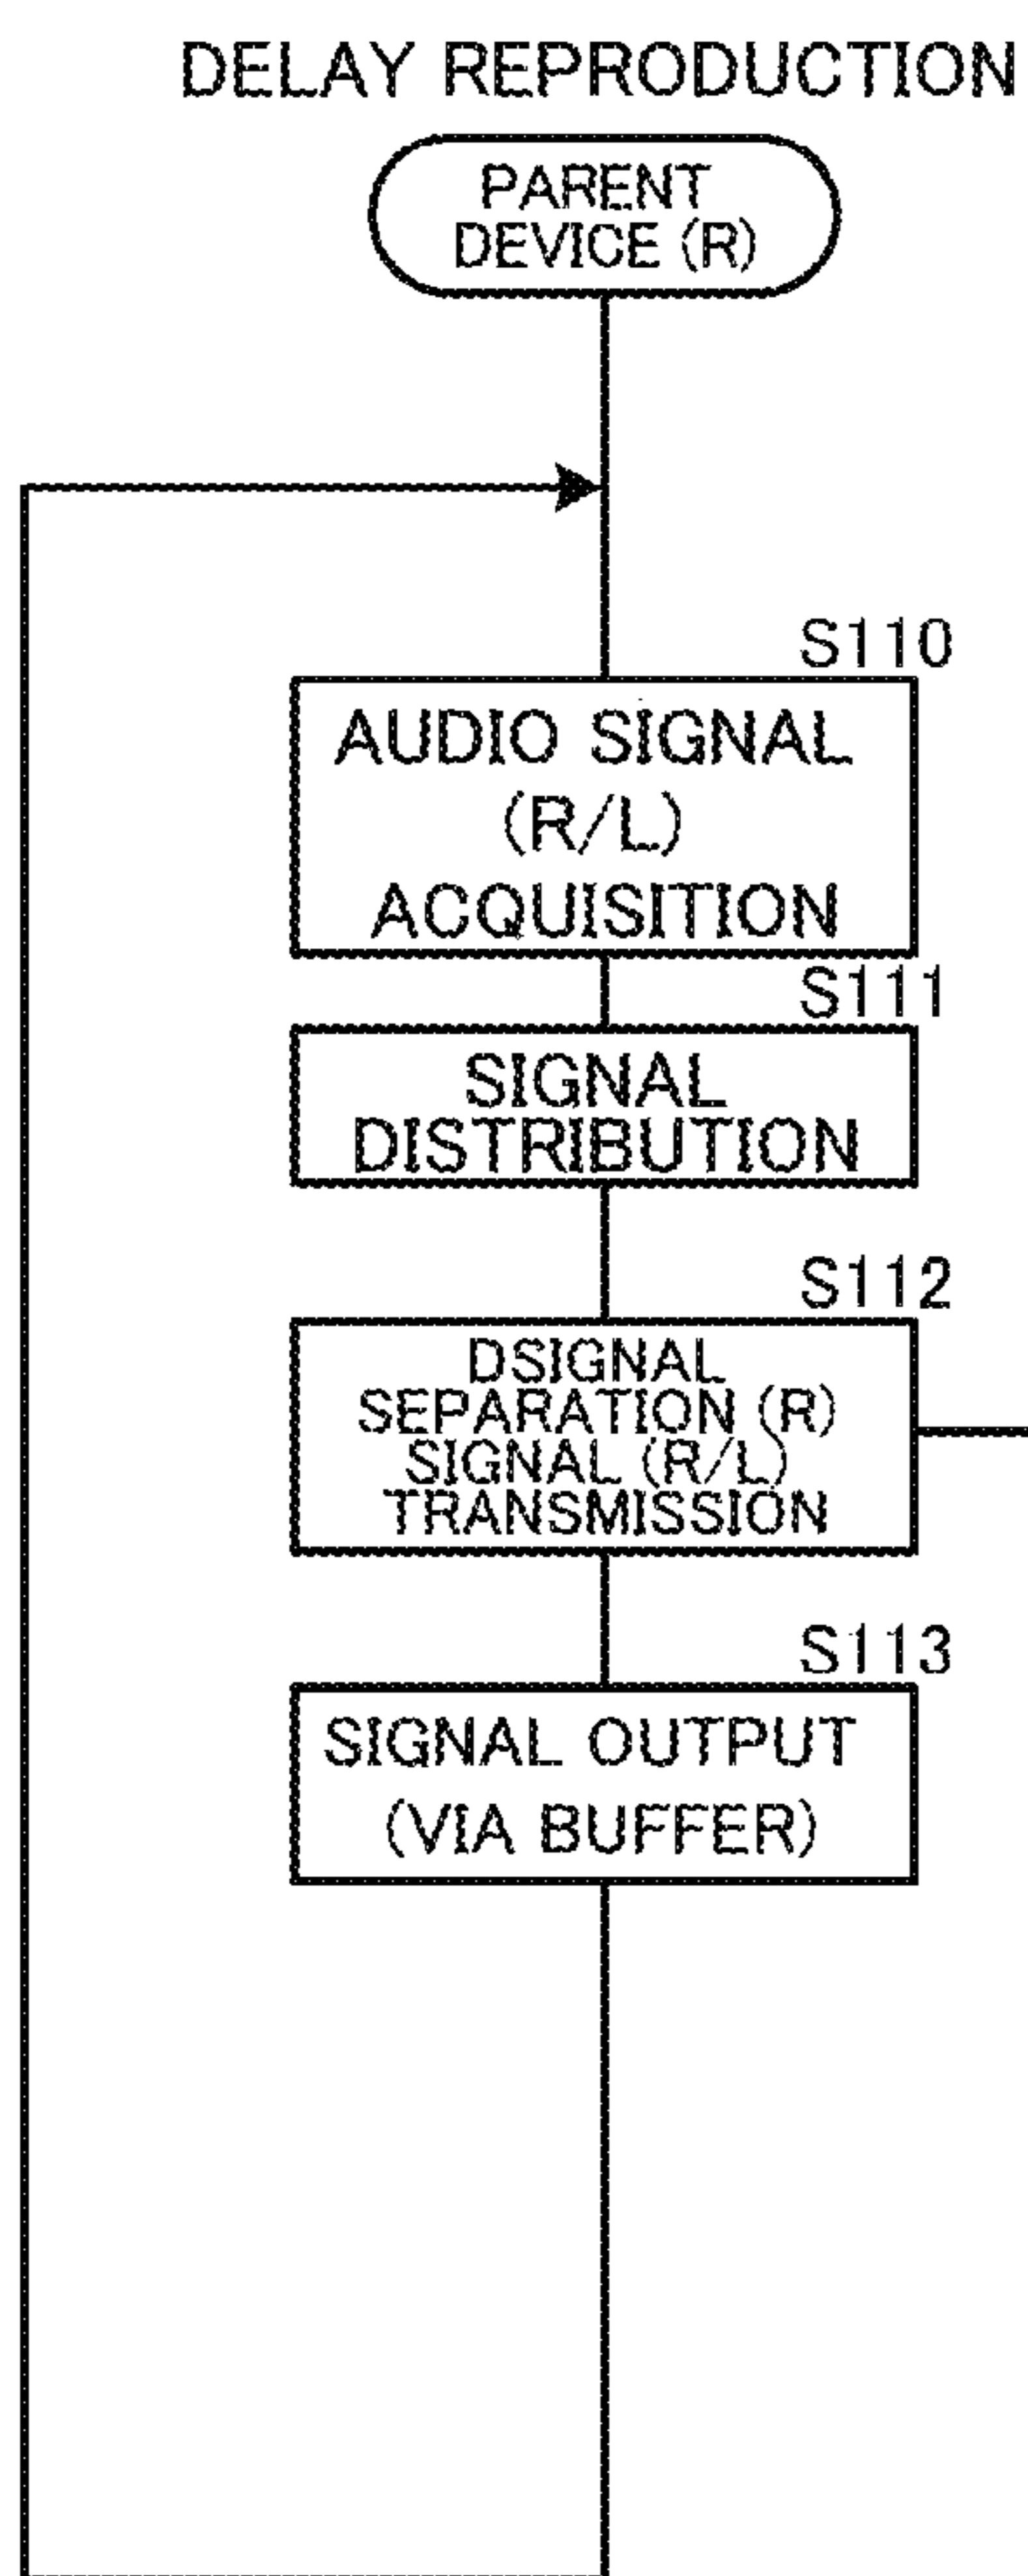 DELAY REPRODUCTION
PARENT
DEVICE (R)
S110
AUDIO SIGNAL
(R/L)
ACQUISITION
S111
SIGNAL
DISTRIBUTION
S112
DSIGNAL
SEPARATION (R)
SIGNAL (R/L)
TRANSMISSION
S113
SIGNAL OUTPUT
(VIA BUFFER)